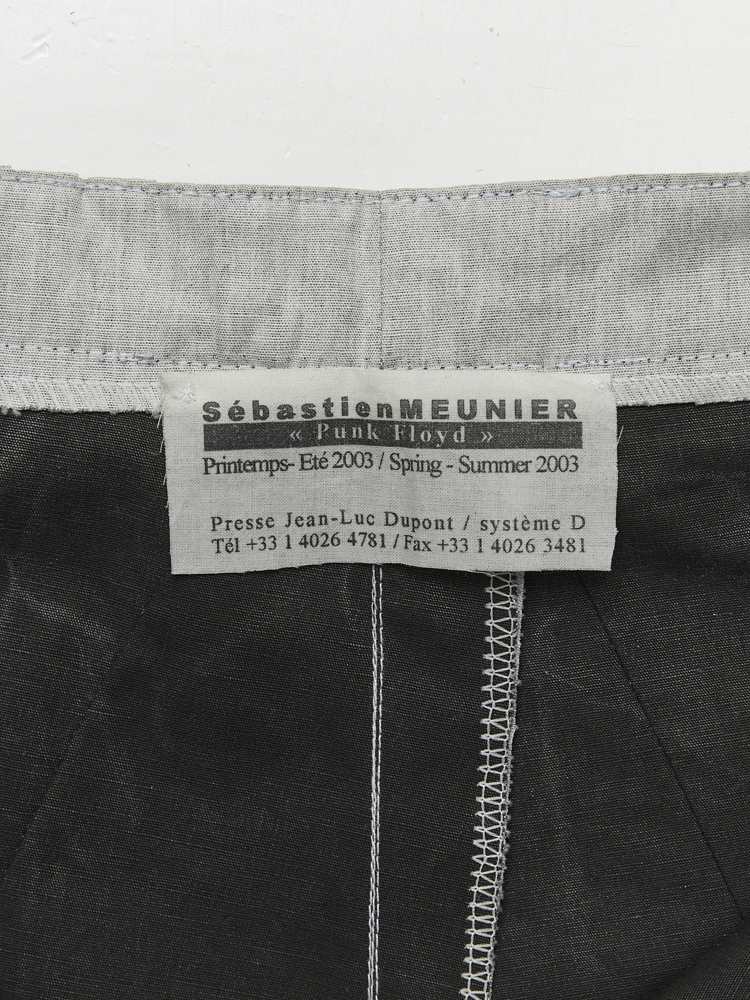 SébastienMEUNIER
« Punk Floyd »
Printemps- Eté 2003 / Spring - Summer 2003
Presse Jean-Luc Dupont / système D
Tél +33 1 4026 4781 / Fax +33 1 4026 3481